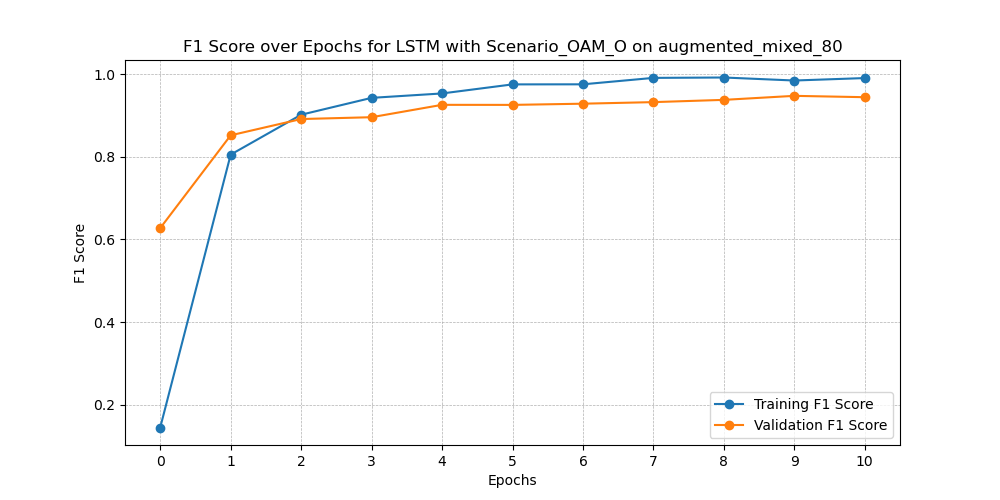 F1 Score over Epochs for LSTM with Scenario_OAM_O on augmented_mixed_80
1.0
0.8
0.6
0.4
0.2
F1 Score
Training F1 Score
Validation F1 Score
0 1 2 3 4 5 6 7 8 9 10
Epochs